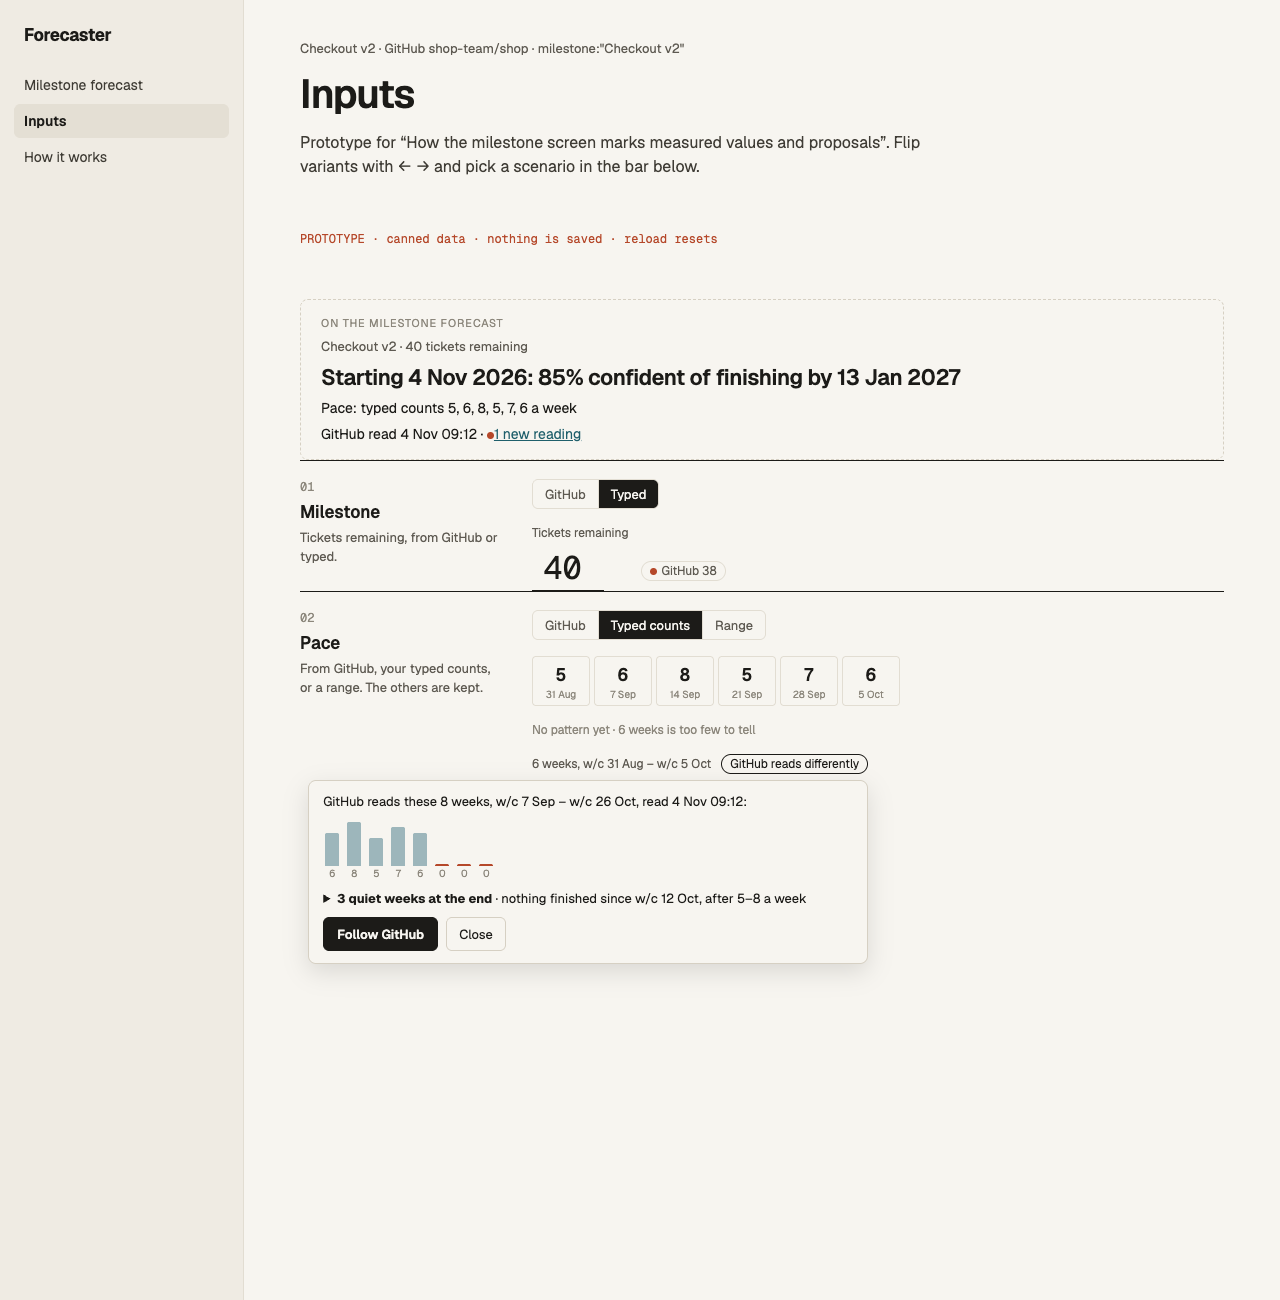 Forecaster
Milestone forecast
Inputs
How it works
Checkout v2 · GitHub shop-team/shop · milestone:"Checkout v2"
Inputs
Prototype for “How the milestone screen marks measured values and proposals”. Flip
variants with ← → and pick a scenario in the bar below.
PROTOTYPE · canned data · nothing is saved · reload resets
ON THE MILESTONE FORECAST
Checkout v2 · 40 tickets remaining
Starting 4 Nov 2026: 85% confident of finishing by 13 Jan 2027
Pace: typed counts 5, 6, 8, 5, 7, 6 a week
GitHub read 4 Nov 09:12 · 1 new reading
01
Milestone
Tickets remaining, from GitHub or
typed.
GitHub Typed
Tickets remaining
40
GitHub 38
02
Pace
From GitHub, your typed counts,
or a range. The others are kept.
GitHub Typed counts Range
5 6 8 5 7 6
31 Aug 7 Sep 14 Sep 21 Sep 28 Sep 5 Oct
No pattern yet · 6 weeks is too few to tell
6 weeks, w/c 31 Aug – w/c 5 Oct GitHub reads differently
GitHub reads these 8 weeks, w/c 7 Sep – w/c 26 Oct, read 4 Nov 09:12:
6 8 5 7 6 0 0 0
3 quiet weeks at the end · nothing finished since w/c 12 Oct, after 5–8 a week
Follow GitHub Close